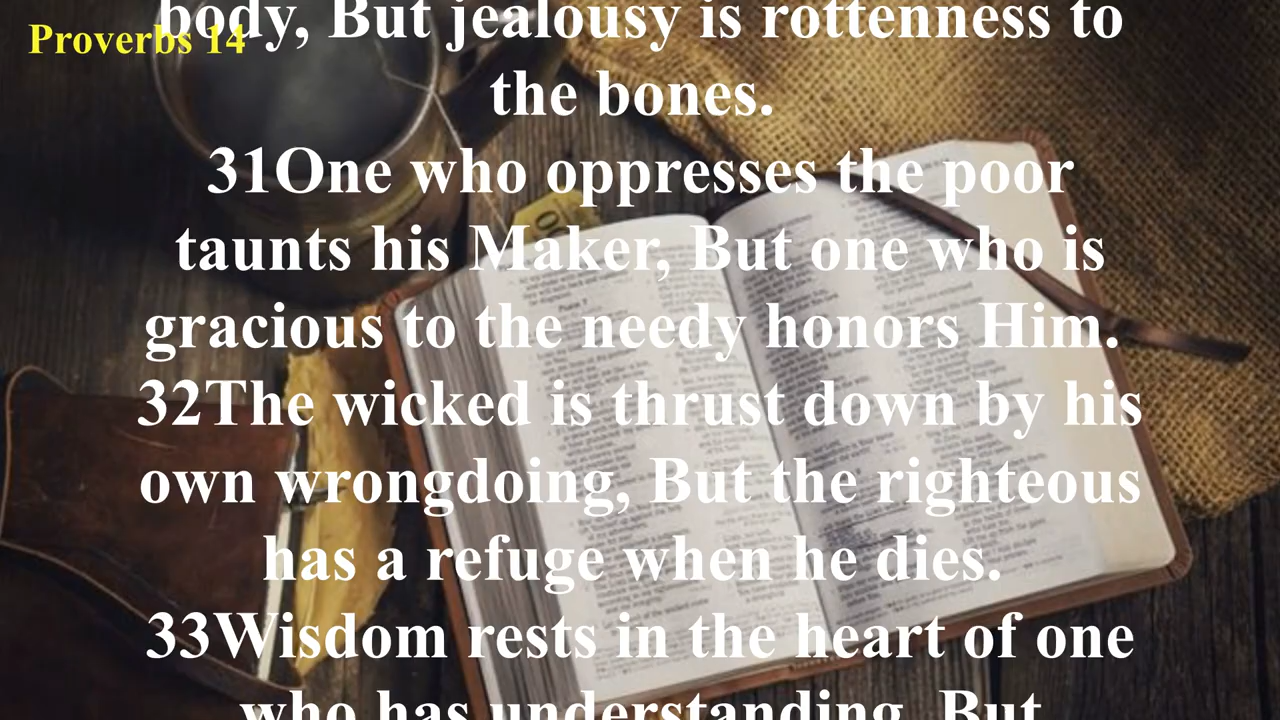 Proverbs 14
body, But jealousy is rottenness to
the bones.
31One who oppresses the poor
taunts his Maker, But one who is
gracious to the needy honors Him.
32The wicked is thrust down by his
own wrongdoing, But the righteous
has a refuge when he dies.
33Wisdom rests in the heart of one
who has understanding, But